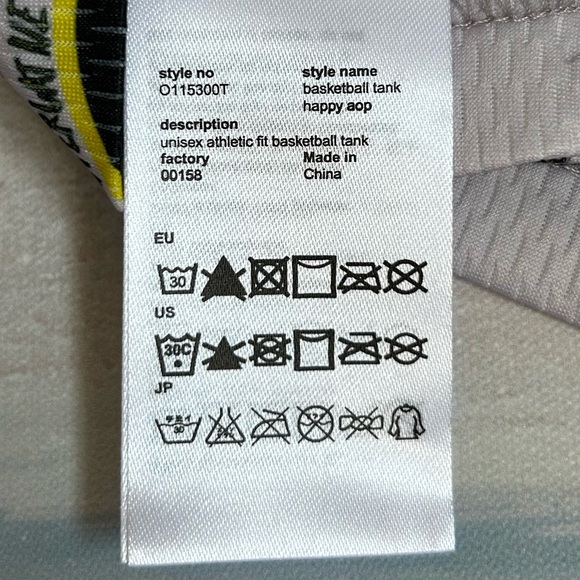 style no style name
O115300T basketball tank
happy aop
description
unisex athletic fit basketball tank
factory Made in
00158 China
EU
30
US
30C
JP
30